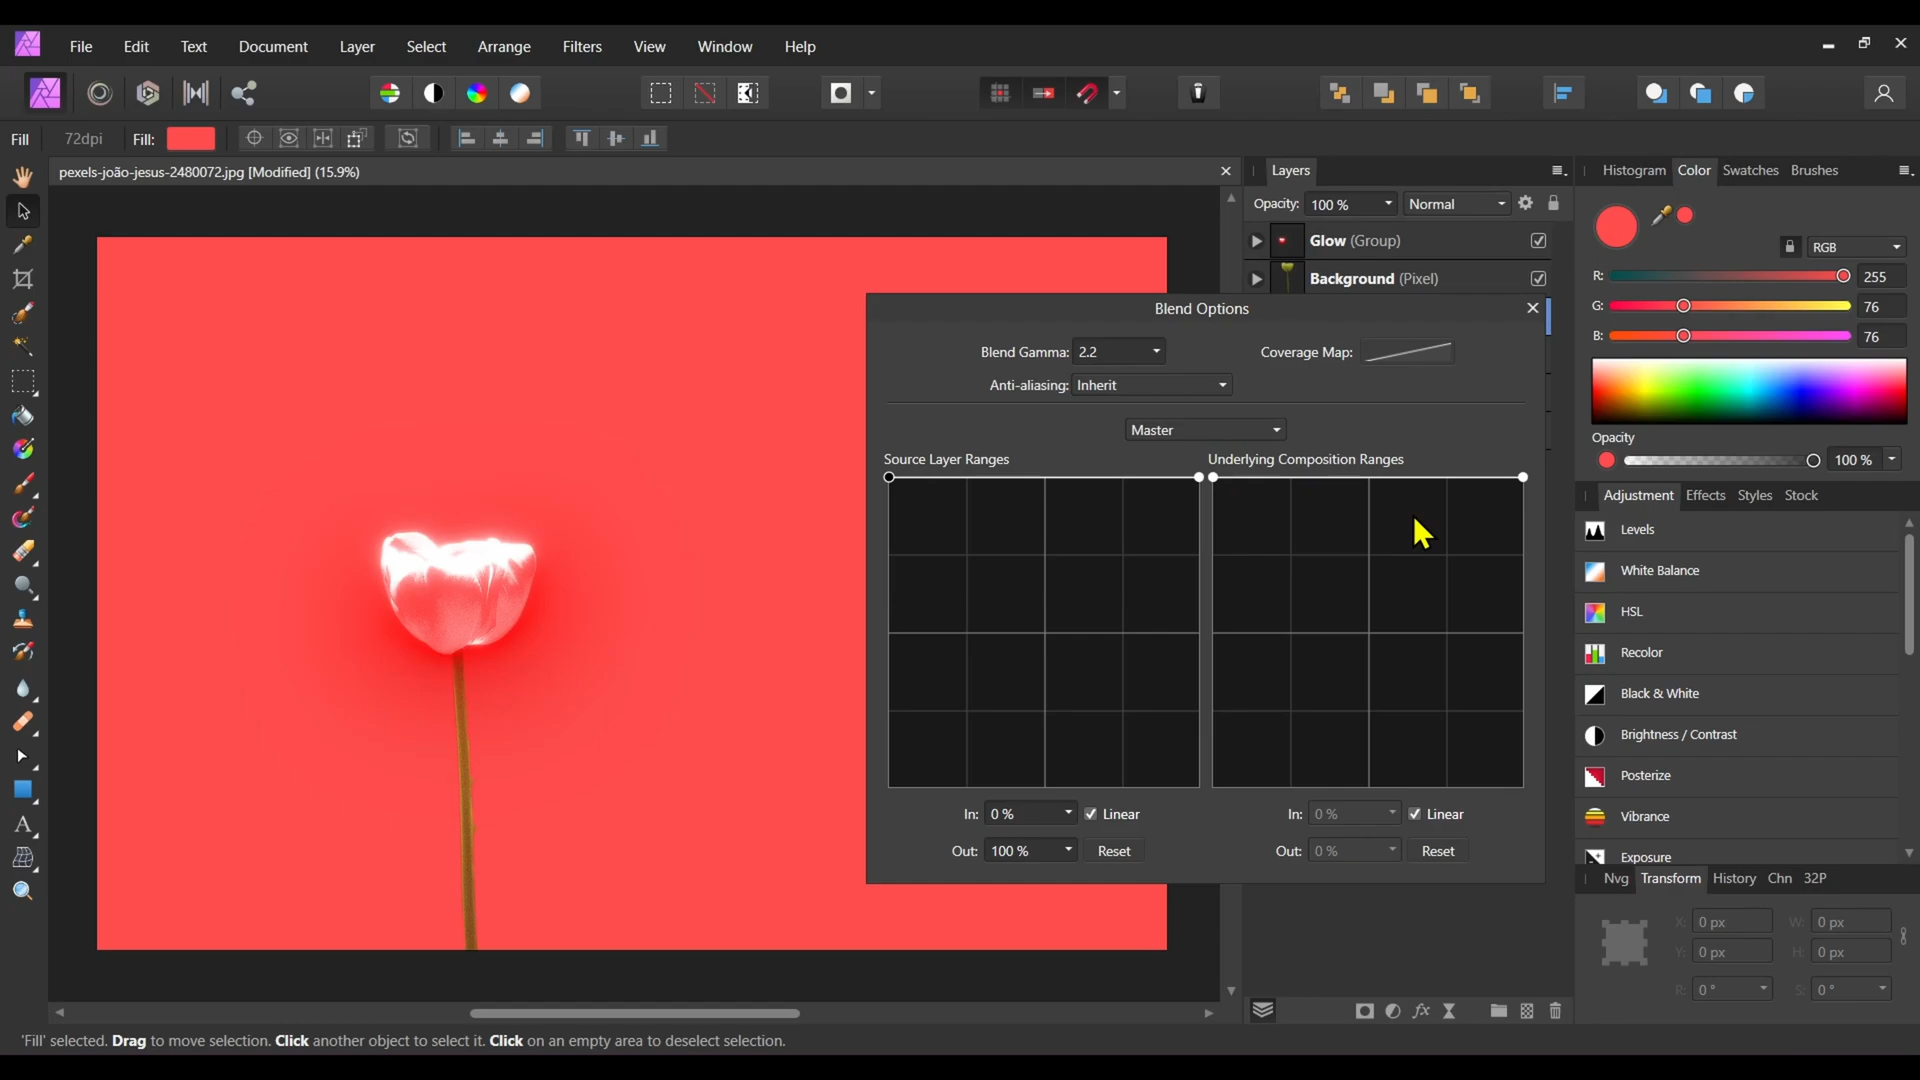 File Edit Text Document Layer Select Arrange Filters View Window Help
Fill 72dpi Fill:
pexels-joão-jesus-2480072.jpg [Modified] (15.9%)
Layers
Opacity: 100 % Normal
Glow (Group)
Background (Pixel)
Blend Options
Blend Gamma: 2.2 Coverage Map:
Anti-aliasing: Inherit
Master
Source Layer Ranges Underlying Composition Ranges
In: 0 % Linear In: 0 % Linear
Out: 100 % Reset Out: 0 % Reset
Histogram Color Swatches Brushes
RGB
R: 255
G: 76
B: 76
Opacity
100 %
Adjustment Effects Styles Stock
Levels
White Balance
HSL
Recolor
Black & White
Brightness / Contrast
Posterize
Vibrance
Exposure
Nvg Transform History Chn 32P
X: 0 px W: 0 px
Y: 0 px H: 0 px
R: 0 ° S: 0 °
'Fill' selected. Drag to move selection. Click another object to select it. Click on an empty area to deselect selection.